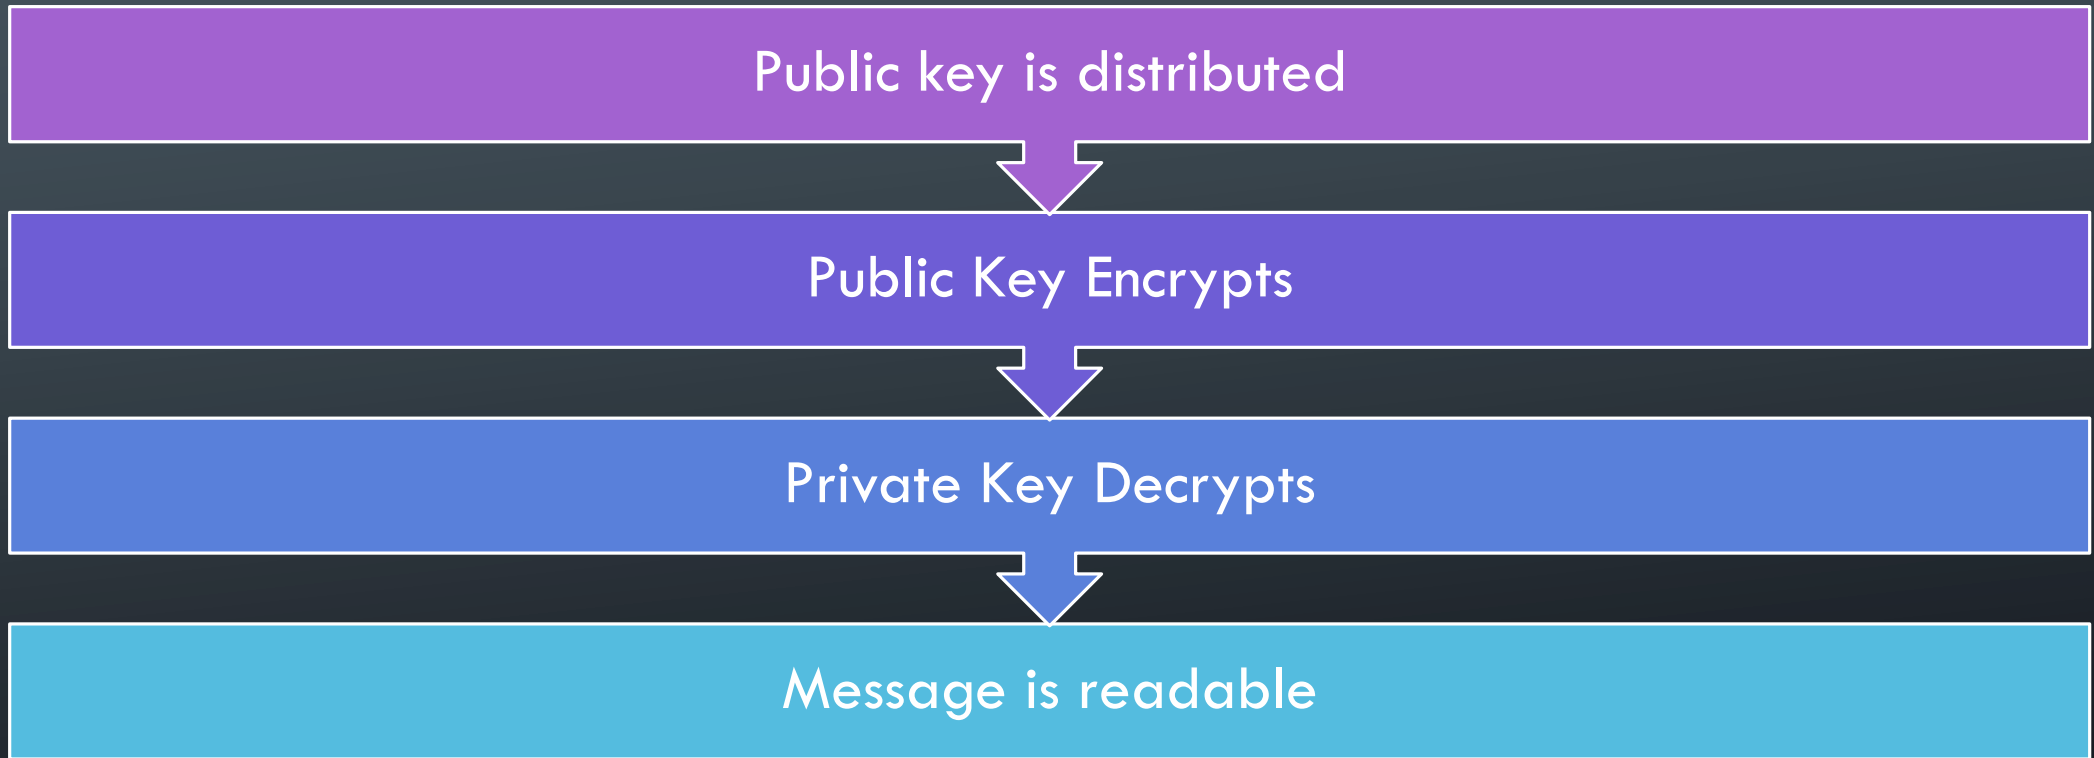 Public key is distributed
Public Key Encrypts
Private Key Decrypts
Message is readable